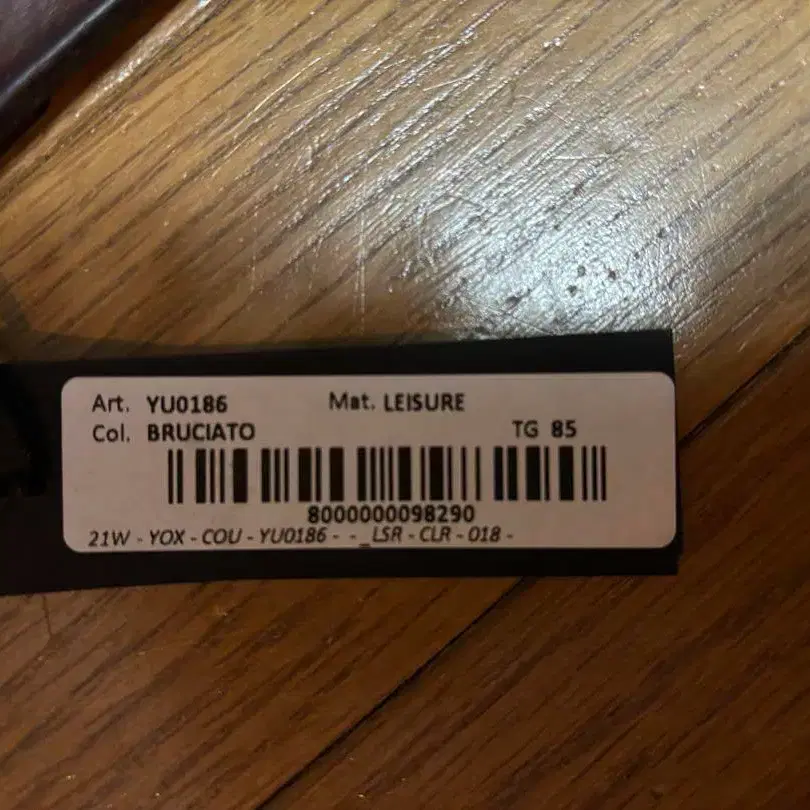 Art. YU0186 Mat. LEISURE
Col. BRUCIATO TG 85
8000000098290
21W - YOX - COU - YU0186 - - _LSR - CLR - 018 -